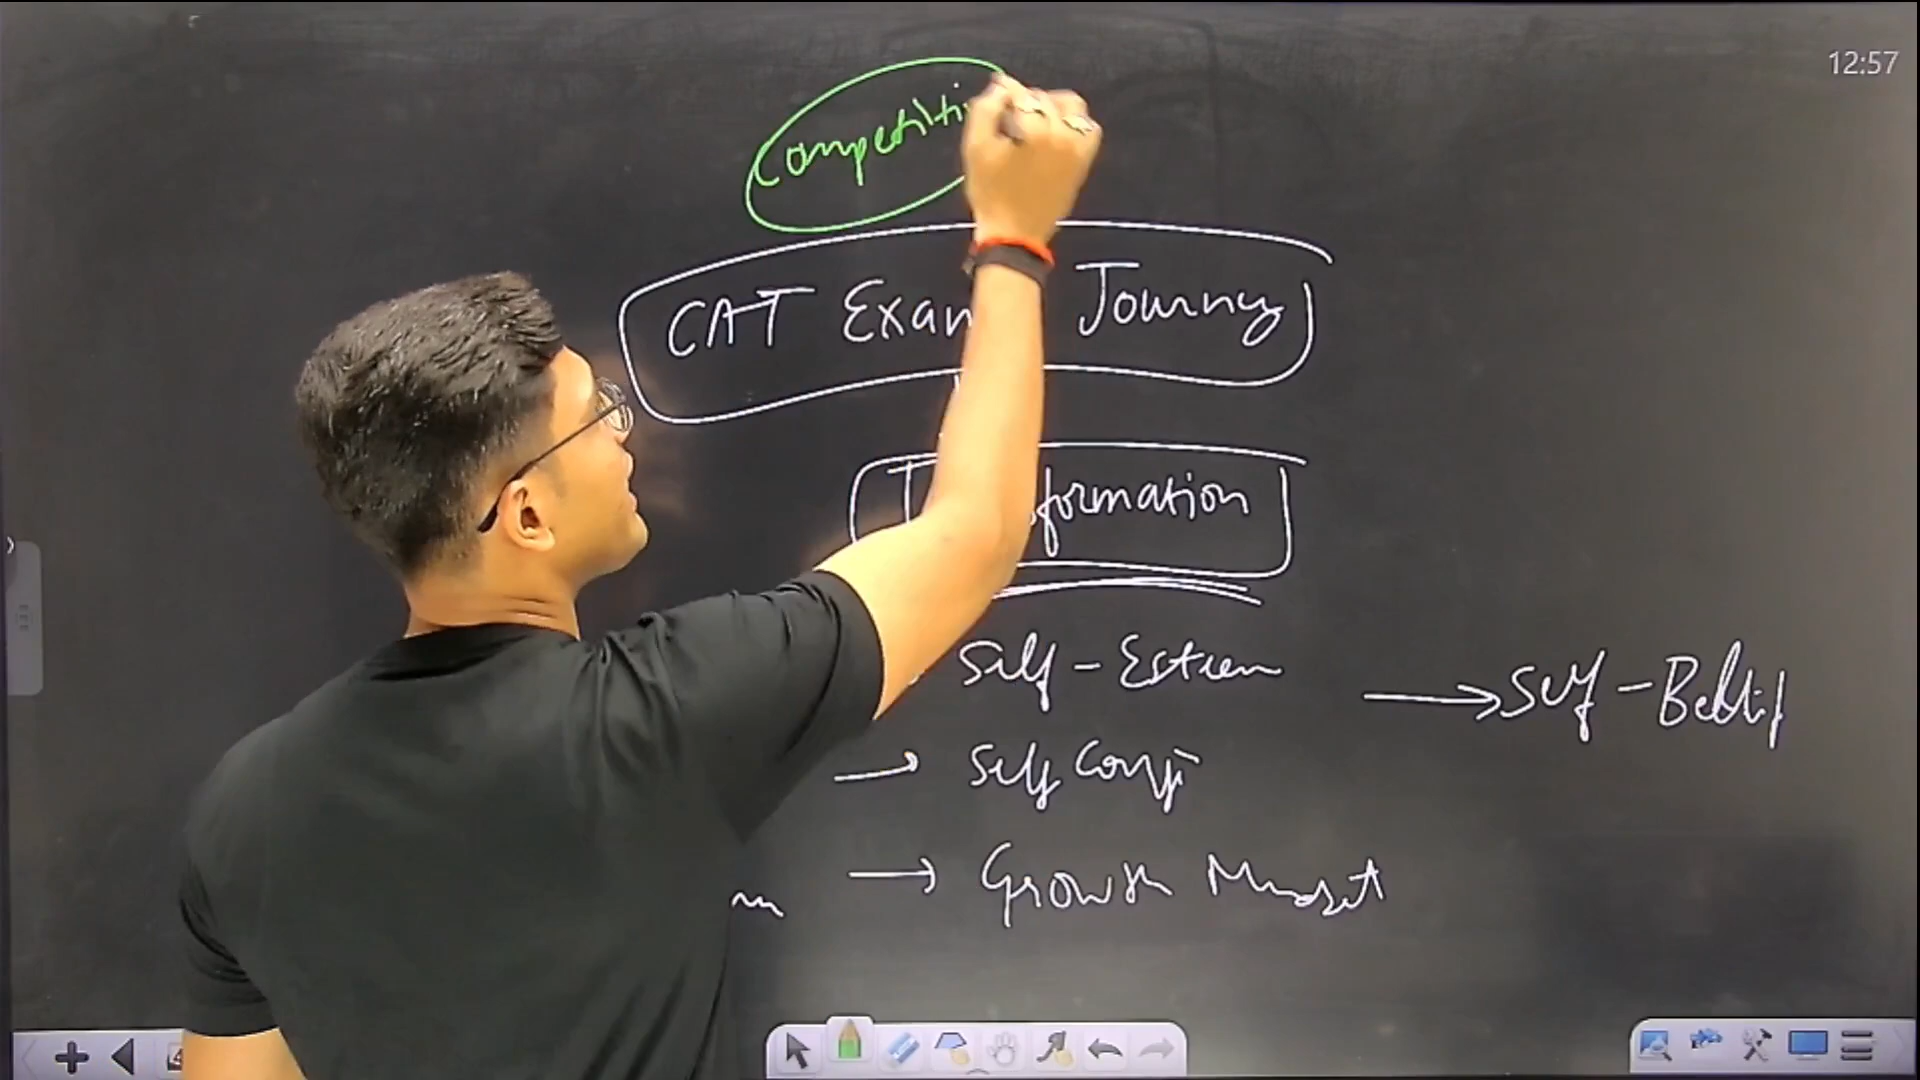 12:57
Competiti
CAT Exam Journey
formation
Self - Esteem
Self - Belief
Self Confi
Growth Mindset